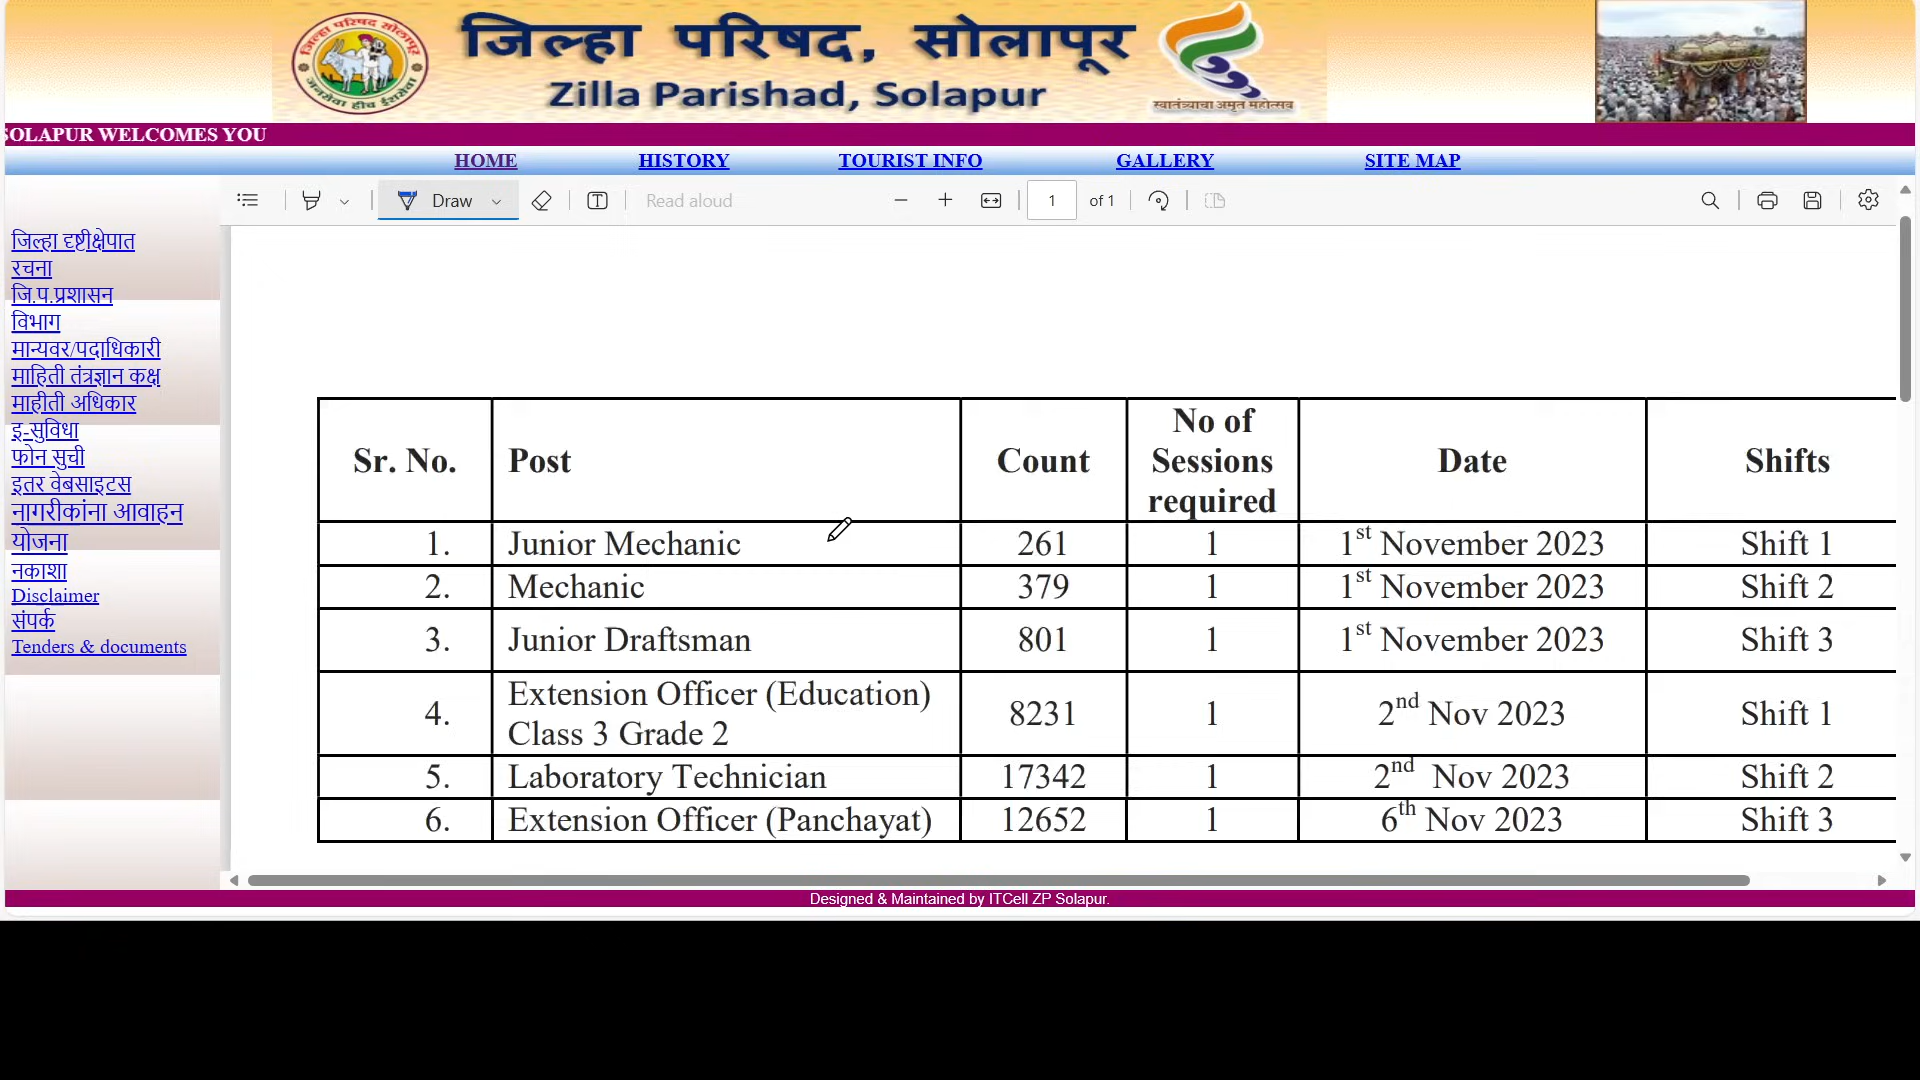 जिल्हा परिषद सोलापूर
जनसेवा हीच ईशसेवा
जिल्हा परिषद, सोलापूर
Zilla Parishad, Solapur
स्वातंत्र्याचा अमृत महोत्सव
SOLAPUR WELCOMES YOU
HOME HISTORY TOURIST INFO GALLERY SITE MAP
Draw Read aloud 1 of 1
जिल्हा दृष्टीक्षेपात
रचना
जि.प.प्रशासन
विभाग
मान्यवर/पदाधिकारी
माहिती तंत्रज्ञान कक्ष
माहीती अधिकार
इ-सुविधा
फोन सुची
इतर वेबसाइटस
नागरीकांना आवाहन
योजना
नकाशा
Disclaimer
संपर्क
Tenders & documents
Sr. No. Post Count No of Sessions required Date Shifts
1. Junior Mechanic 261 1 1st November 2023 Shift 1
2. Mechanic 379 1 1st November 2023 Shift 2
3. Junior Draftsman 801 1 1st November 2023 Shift 3
4. Extension Officer (Education) Class 3 Grade 2 8231 1 2nd Nov 2023 Shift 1
5. Laboratory Technician 17342 1 2nd Nov 2023 Shift 2
6. Extension Officer (Panchayat) 12652 1 6th Nov 2023 Shift 3
Designed & Maintained by ITCell ZP Solapur.